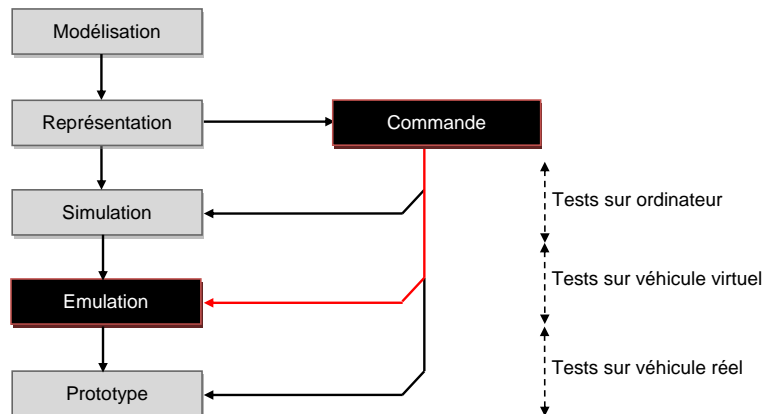 Modélisation
Représentation
Commande
Simulation
Tests sur ordinateur
Emulation
Tests sur véhicule virtuel
Prototype
Tests sur véhicule réel